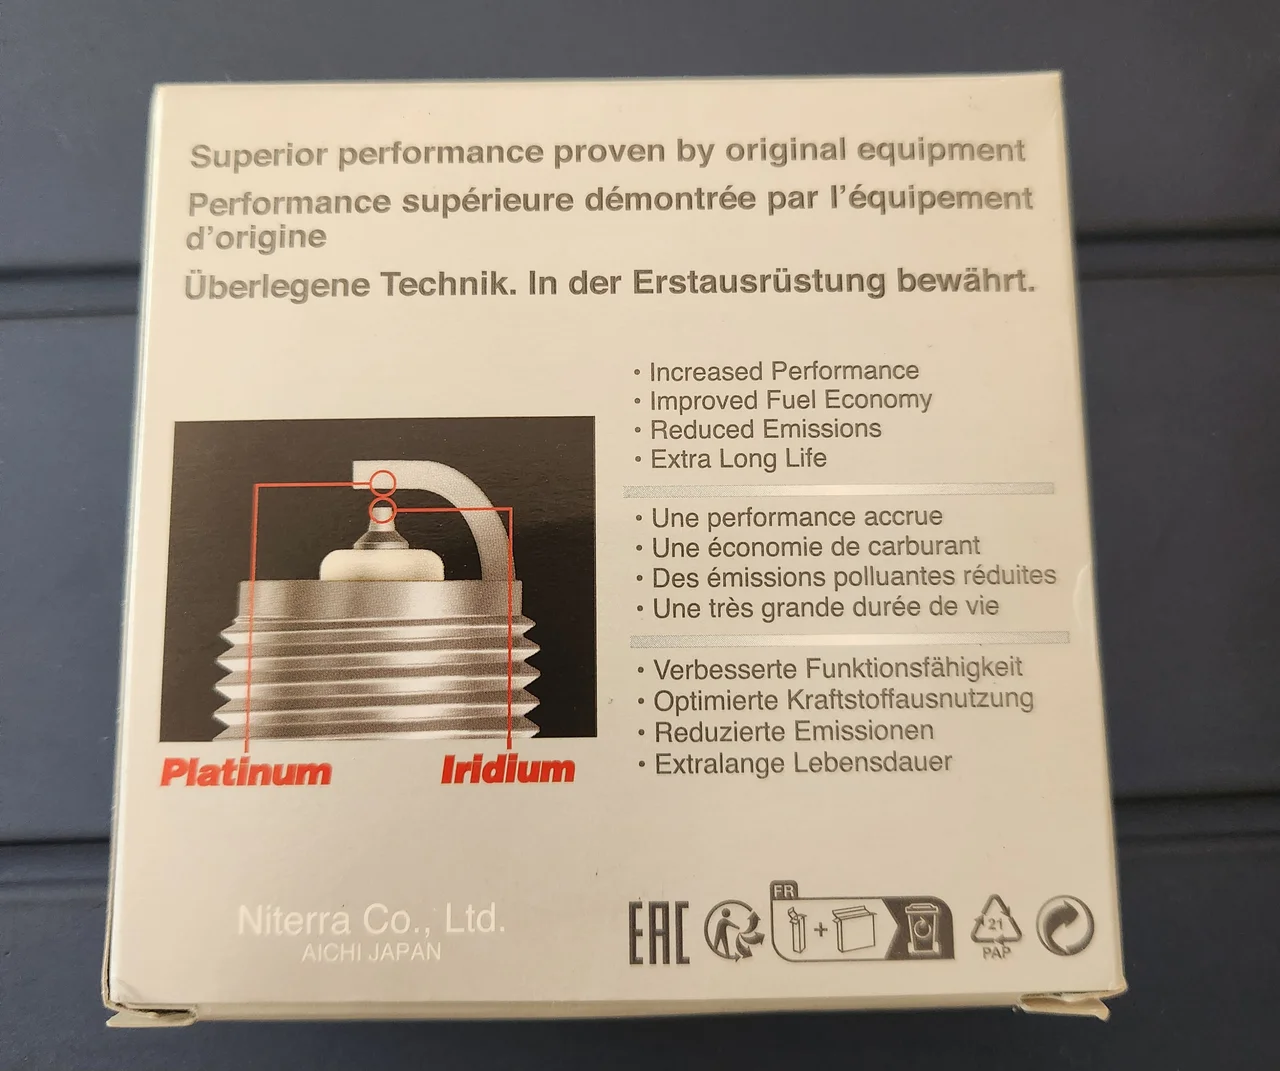 Superior performance proven by original equipment
Performance supérieure démontrée par l'équipement
d'origine
Überlegene Technik. In der Erstausrüstung bewährt.
• Increased Performance
• Improved Fuel Economy
• Reduced Emissions
• Extra Long Life
• Une performance accrue
• Une économie de carburant
• Des émissions polluantes réduites
• Une très grande durée de vie
• Verbesserte Funktionsfähigkeit
• Optimierte Kraftstoffausnutzung
• Reduzierte Emissionen
• Extralange Lebensdauer
Platinum
Iridium
Niterra Co., Ltd.
AICHI JAPAN
EAC
FR
+
21
PAP